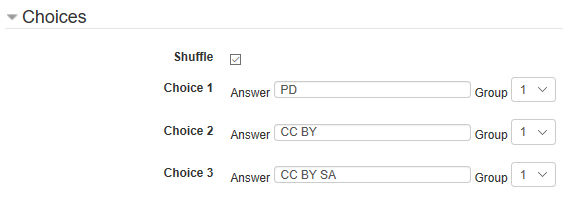 Choices
Shuffle
Choice 1 Answer PD Group 1
Choice 2 Answer CC BY Group 1
Choice 3 Answer CC BY SA Group 1